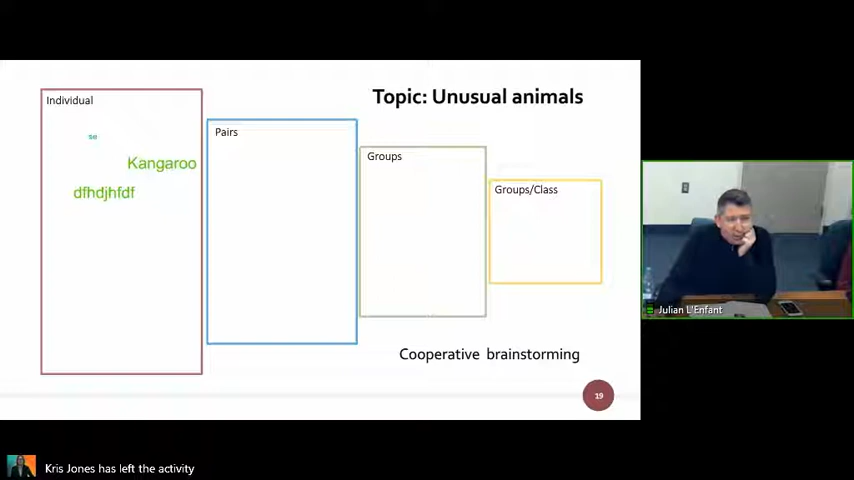 Topic: Unusual animals
Individual
se
Kangaroo
dfhdjhfdf
Pairs
Groups
Groups/Class
Cooperative brainstorming
19
Julian L'Enfant
Kris Jones has left the activity